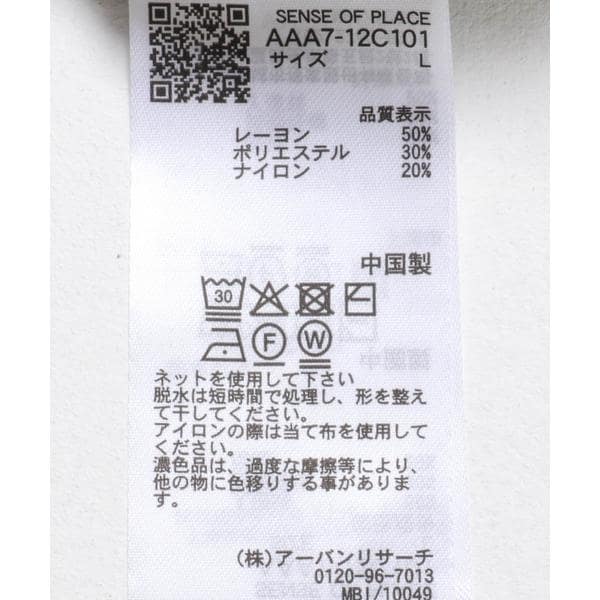 SENSE OF PLACE
AAA7-12C101
サイズ L
品質表示
レーヨン 50%
ポリエステル 30%
ナイロン 20%
中国製
30
F W
ネットを使用して下さい
脱水は短時間で処理し、形を整え
て干してください。
アイロンの際は当て布を使用して
ください。
濃色品は、過度な摩擦等により、
他の物に色移りする事がありま
す。
(株)アーバンリサーチ
0120-96-7013
MBI/10049